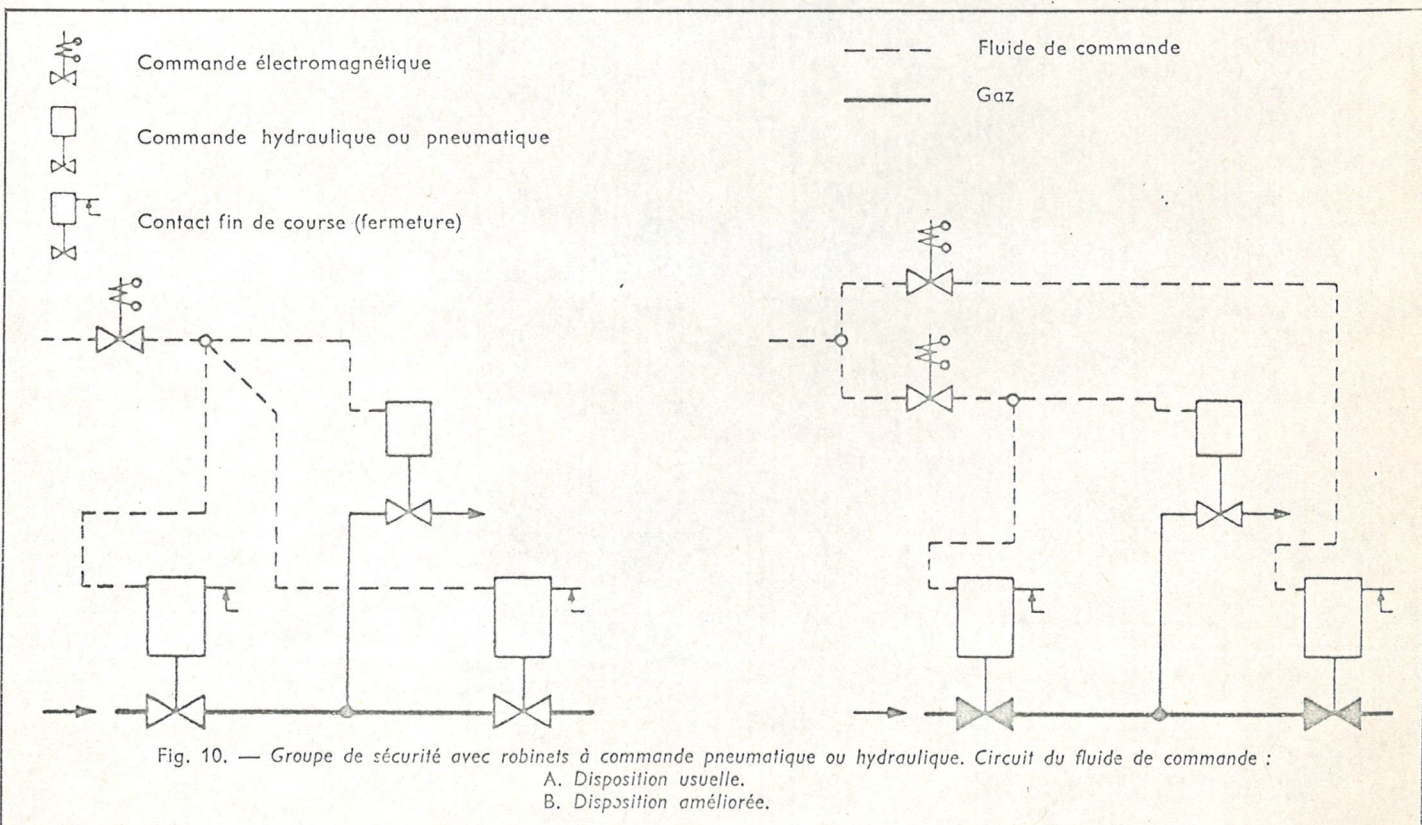 Commande électromagnétique
Commande hydraulique ou pneumatique
Contact fin de course (fermeture)
Fluide de commande
Gaz
Fig. 10. — Groupe de sécurité avec robinets à commande pneumatique ou hydraulique. Circuit du fluide de commande :
A. Disposition usuelle.
B. Disposition améliorée.